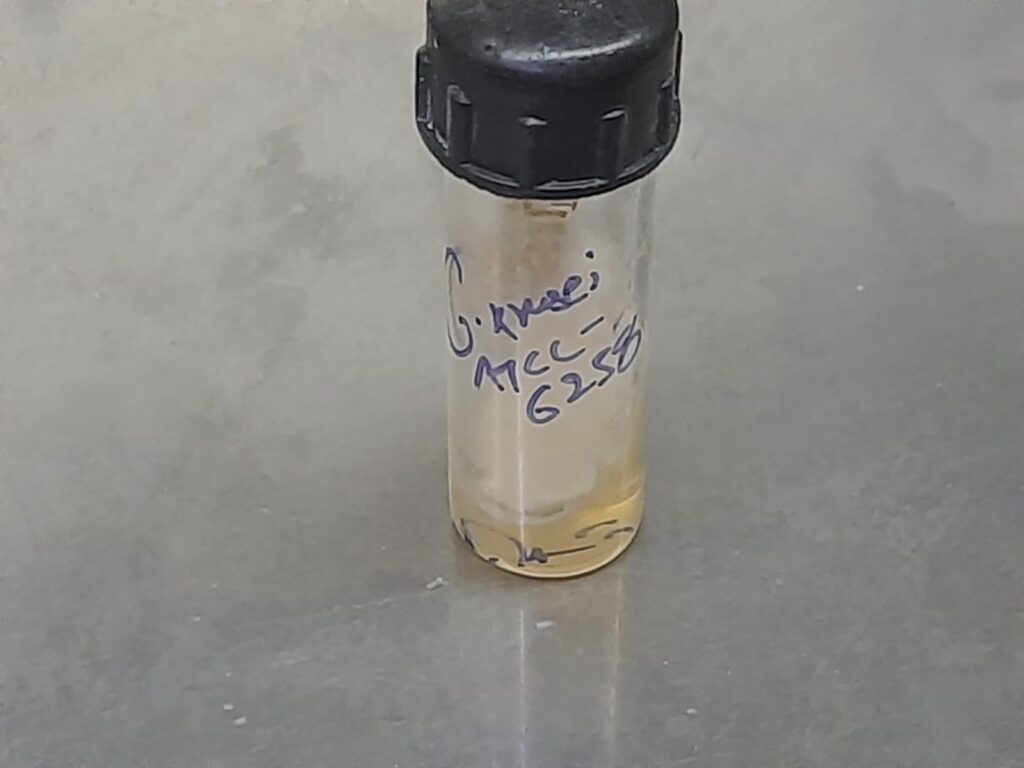 C. krusei
ATCC-
6258